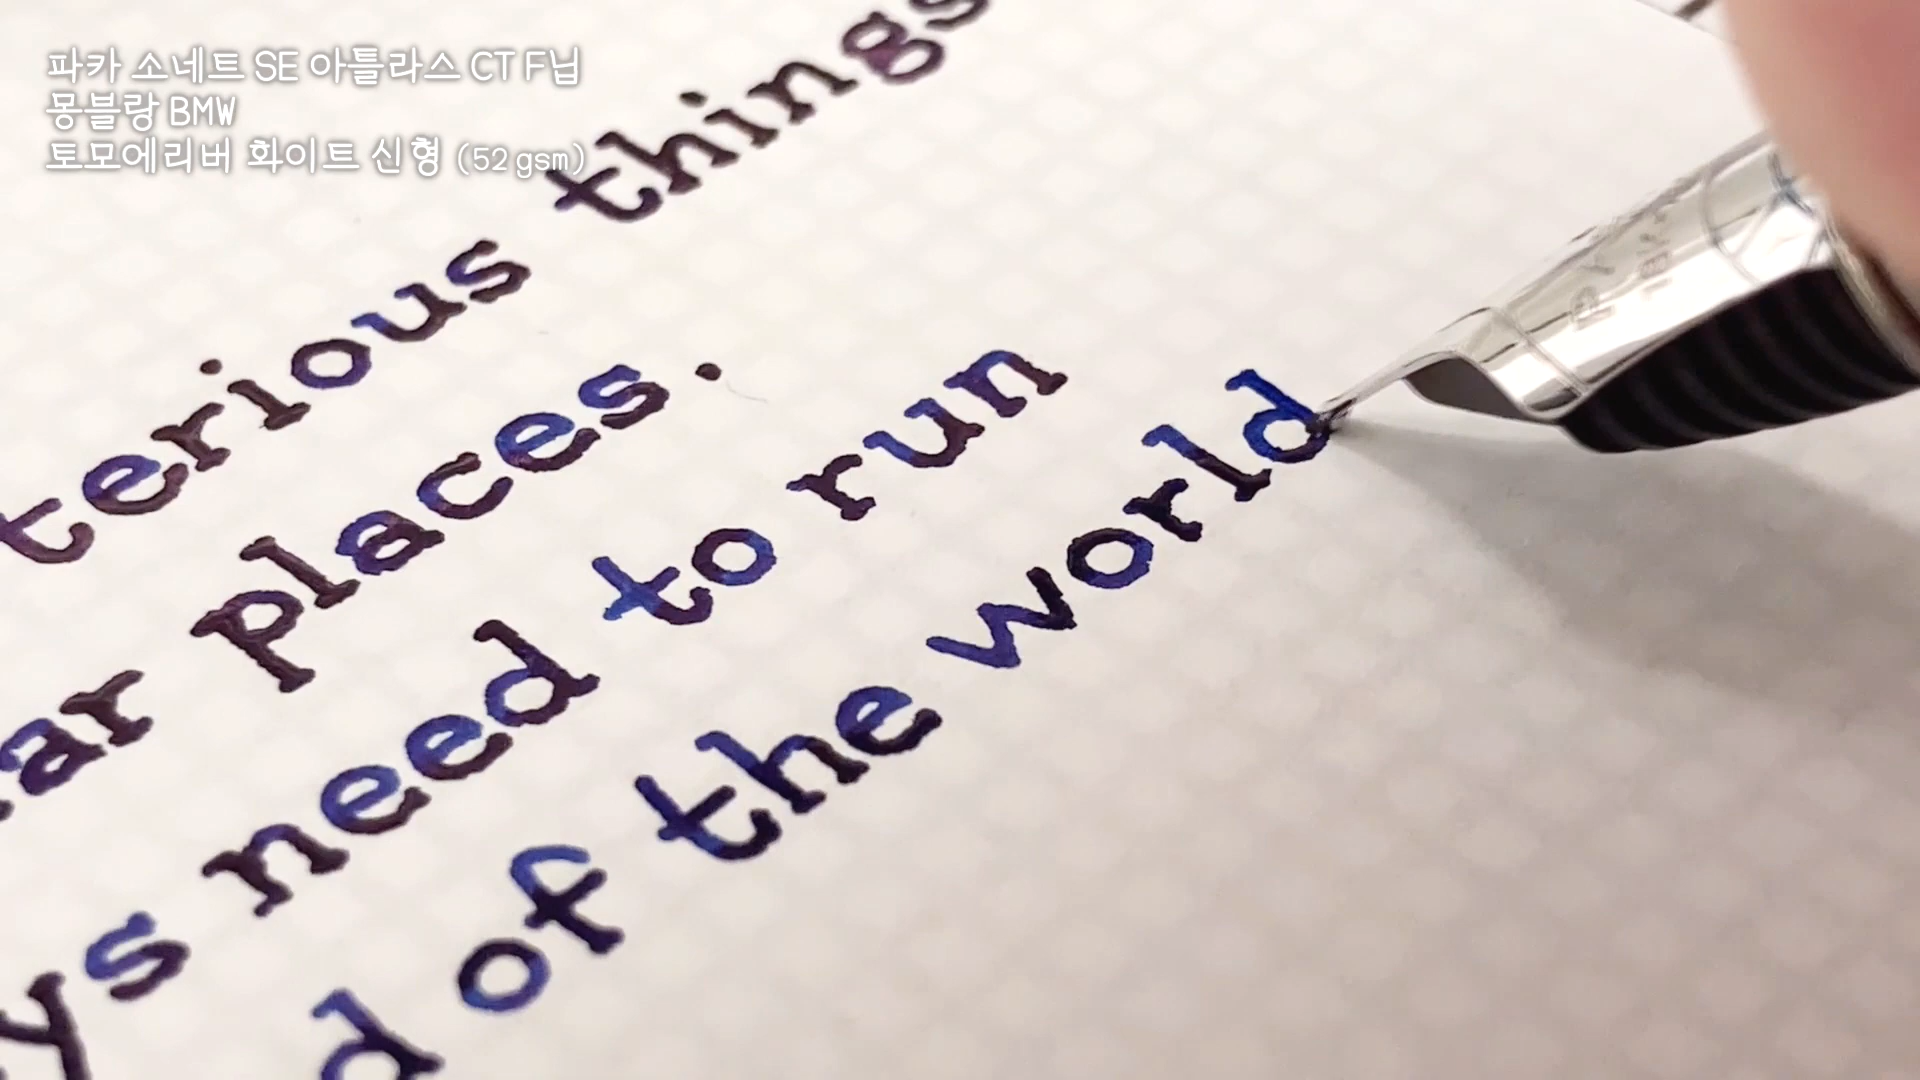 파카 소네트 SE 아틀라스 CT F닙
몽블랑 BMW
토모에리버 화이트 신형 (52gsm)
terious things
ar places.
ys need to run
d of the world